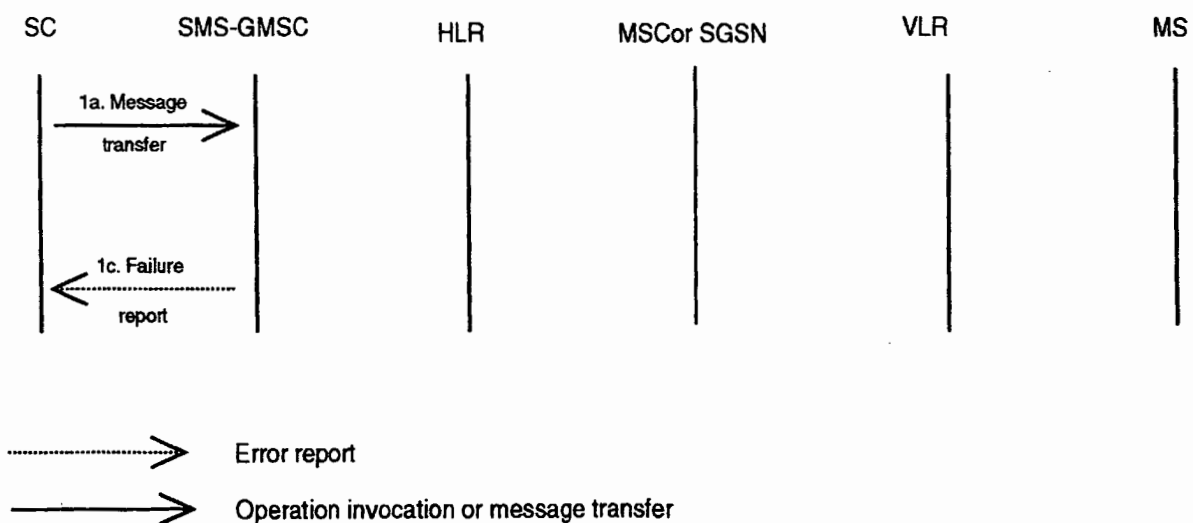 SC SMS-GMSC HLR MSCor SGSN VLR MS
1a. Message
transfer
1c. Failure
report
Error report
Operation invocation or message transfer